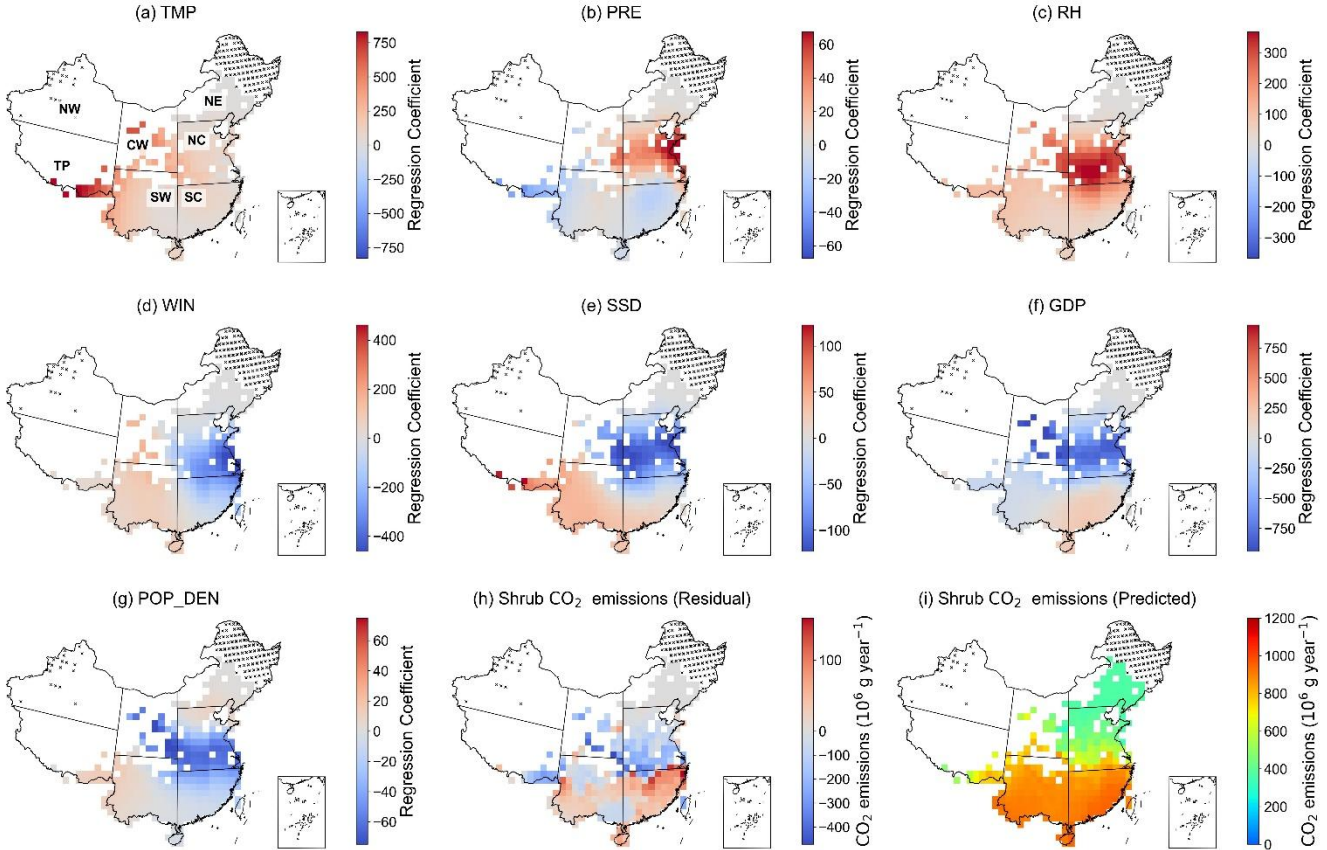 (a) TMP
750
500
250
0
−250
−500
−750
Regression Coefficient
NW
TP
CW
NE
NC
SW
SC
(b) PRE
60
40
20
0
−20
−40
−60
Regression Coefficient
(c) RH
300
200
100
0
−100
−200
−300
Regression Coefficient
(d) WIN
400
200
0
−200
−400
Regression Coefficient
(e) SSD
100
50
0
−50
−100
Regression Coefficient
(f) GDP
750
500
250
0
−250
−500
−750
Regression Coefficient
(g) POP_DEN
60
40
20
0
−20
−40
−60
Regression Coefficient
(h) Shrub CO₂ emissions (Residual)
100
0
−100
−200
−300
−400
CO₂ emissions (10⁶ g year⁻¹)
(i) Shrub CO₂ emissions (Predicted)
1200
1000
800
600
400
200
0
CO₂ emissions (10⁶ g year⁻¹)